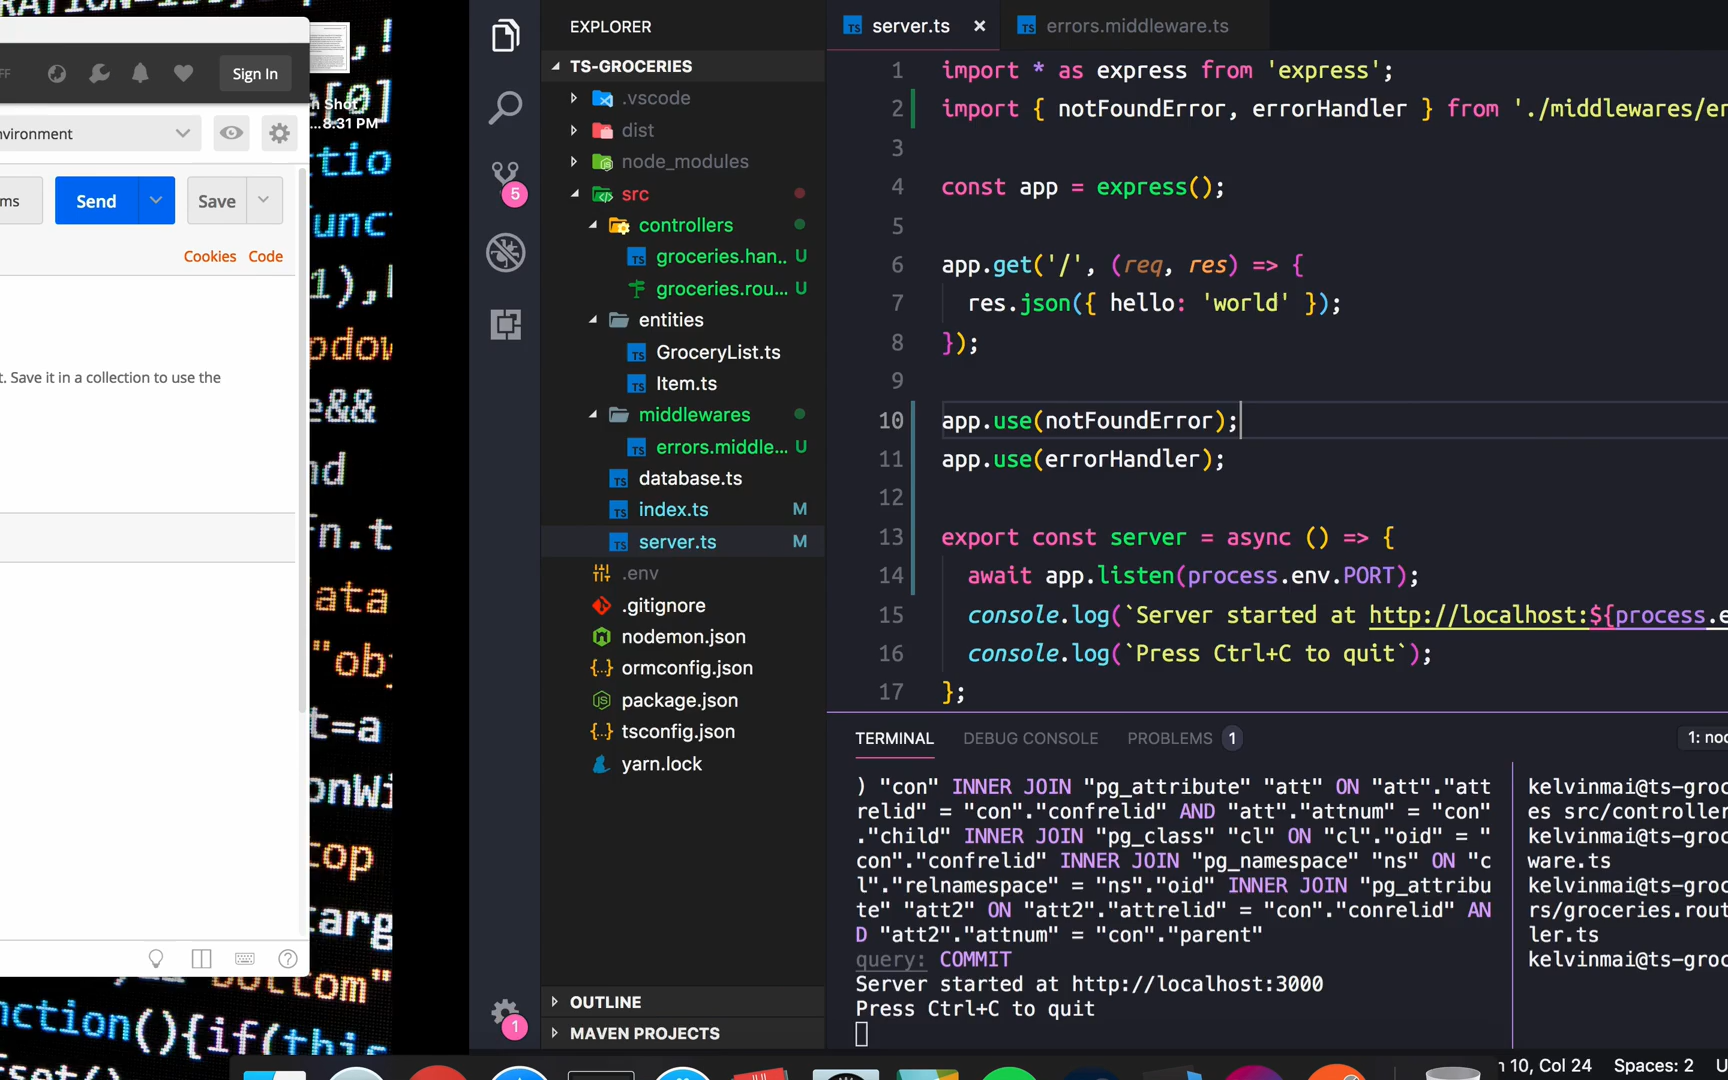 Sign In
Shot
...8:31 PM
Send
Save
Cookies
Code
t. Save it in a collection to use the
EXPLORER
TS-GROCERIES
.vscode
dist
node_modules
src
controllers
groceries.han.. U
groceries.rou... U
entities
GroceryList.ts
Item.ts
middlewares
errors.middle... U
database.ts
index.ts M
server.ts M
.env
.gitignore
nodemon.json
ormconfig.json
package.json
tsconfig.json
yarn.lock
OUTLINE
MAVEN PROJECTS
5
1
server.ts
errors.middleware.ts
1 import * as express from 'express';
2 import { notFoundError, errorHandler } from './middlewares/er
3
4 const app = express();
5
6 app.get('/', (req, res) => {
7 res.json({ hello: 'world' });
8 });
9
10 app.use(notFoundError);
11 app.use(errorHandler);
12
13 export const server = async () => {
14 await app.listen(process.env.PORT);
15 console.log(`Server started at http://localhost:${process.e
16 console.log(`Press Ctrl+C to quit`);
17 };
TERMINAL
DEBUG CONSOLE
PROBLEMS 1
1: no
) "con" INNER JOIN "pg_attribute" "att" ON "att"."att
relid" = "con"."confrelid" AND "att"."attnum" = "con"
."child" INNER JOIN "pg_class" "cl" ON "cl"."oid" = "
con"."confrelid" INNER JOIN "pg_namespace" "ns" ON "c
l"."relnamespace" = "ns"."oid" INNER JOIN "pg_attribu
te" "att2" ON "att2"."attrelid" = "con"."conrelid" AN
D "att2"."attnum" = "con"."parent"
query: COMMIT
Server started at http://localhost:3000
Press Ctrl+C to quit
kelvinmai@ts-groc
es src/controller
kelvinmai@ts-groc
ware.ts
kelvinmai@ts-groc
rs/groceries.rout
ler.ts
kelvinmai@ts-groc
n 10, Col 24
Spaces: 2